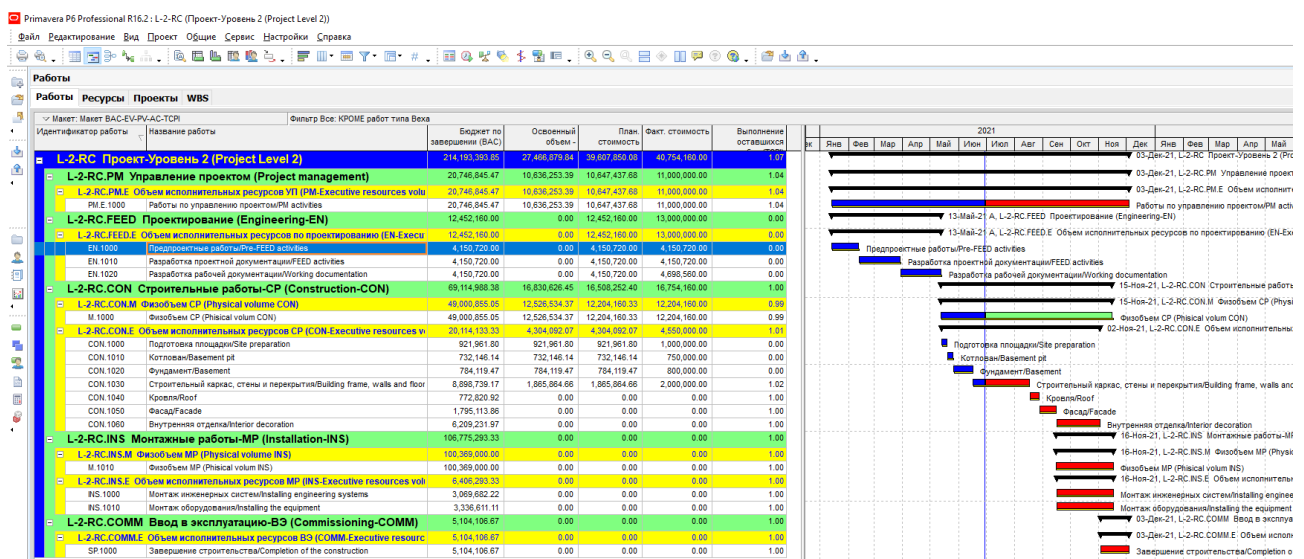 Primavera P6 Professional R16.2 : L-2-RC (Проект-Уровень 2 (Project Level 2))
Файл Редактирование Вид Проект Общие Сервис Настройки Справка
Работы
Работы Ресурсы Проекты WBS
Макет: Макет BAC-EV-PV-AC-TCPI Фильтр Все: КРОМЕ работ типа Веха
Идентификатор работы Название работы Бюджет по завершении (BAC) Освоенный объем - План. стоимость Факт. стоимость Выполнение оставшихся
2021
Янв Фев Мар Апр Май Июн Июл Авг Сен Окт Ноя Дек Янв Фев Мар Апр Май
L-2-RC Проект-Уровень 2 (Project Level 2) 214,193,393.85 27,466,879.84 39,607,850.08 40,754,160.00 1.07 03-Дек-21, L-2-RC Проект-Уровень 2 (Pro
L-2-RC.PM Управление проектом (Project management) 20,746,845.47 10,636,253.39 10,647,437.68 11,000,000.00 1.04 03-Дек-21, L-2-RC.PM Управление проект
L-2-RC.PM.E Объем исполнительных ресурсов УП (PM-Executive resources volu 20,746,845.47 10,636,253.39 10,647,437.68 11,000,000.00 1.04 03-Дек-21, L-2-RC.PM.E Объем исполните
PM.E.1000 Работы по управлению проектом/PM activities 20,746,845.47 10,636,253.39 10,647,437.68 11,000,000.00 1.04 Работы по управлению проектом/PM activ
L-2-RC.FEED Проектирование (Engineering-EN) 12,452,160.00 0.00 12,452,160.00 13,000,000.00 0.00 13-Май-21 A, L-2-RC.FEED Проектирование (Engineering-EN)
L-2-RC.FEED.E Объем исполнительных ресурсов по проектированию (EN-Execu 12,452,160.00 0.00 12,452,160.00 13,000,000.00 0.00 13-Май-21 A, L-2-RC.FEED.E Объем исполнительных ресурсов по проектированию (EN-Exe
EN.1000 Предпроектные работы/Pre-FEED activities 4,150,720.00 0.00 4,150,720.00 4,150,720.00 0.00 Предпроектные работы/Pre-FEED activities
EN.1010 Разработка проектной документации/FEED activities 4,150,720.00 0.00 4,150,720.00 4,150,720.00 0.00 Разработка проектной документации/FEED activities
EN.1020 Разработка рабочей документации/Working documentation 4,150,720.00 0.00 4,150,720.00 4,698,560.00 0.00 Разработка рабочей документации/Working documentation
L-2-RC.CON Строительные работы-СР (Construction-CON) 69,114,988.38 16,830,626.45 16,508,252.40 16,754,160.00 1.00 15-Ноя-21, L-2-RC.CON Строительные работы
L-2-RC.CON.M Физобъем СР (Physical volume CON) 49,000,855.05 12,526,534.37 12,204,160.33 12,204,160.00 0.99 15-Ноя-21, L-2-RC.CON.M Физобъем СР (Physi
M.1000 Физобъем СР (Phisical volum CON) 49,000,855.05 12,526,534.37 12,204,160.33 12,204,160.00 0.99 Физобъем СР (Phisical volum CON)
L-2-RC.CON.E Объем исполнительных ресурсов СР (CON-Executive resources v 20,114,133.33 4,304,092.07 4,304,092.07 4,550,000.00 1.01 02-Ноя-21, L-2-RC.CON.E Объем исполнительны
CON.1000 Подготовка площадки/Site preparation 921,961.80 921,961.80 921,961.80 1,000,000.00 0.00 Подготовка площадки/Site preparation
CON.1010 Котлован/Basement pit 732,146.14 732,146.14 732,146.14 750,000.00 0.00 Котлован/Basement pit
CON.1020 Фундамент/Basement 784,119.47 784,119.47 784,119.47 800,000.00 0.00 Фундамент/Basement
CON.1030 Строительный каркас, стены и перекрытия/Building frame, walls and floor 8,898,739.17 1,865,864.66 1,865,864.66 2,000,000.00 1.02 Строительный каркас, стены и перекрытия/Building frame, walls and
CON.1040 Кровля/Roof 772,820.92 0.00 0.00 0.00 1.00 Кровля/Roof
CON.1050 Фасад/Facade 1,795,113.86 0.00 0.00 0.00 1.00 Фасад/Facade
CON.1060 Внутренняя отделка/Interior decoration 6,209,231.97 0.00 0.00 0.00 1.00 Внутренняя отделка/Interior decoration
L-2-RC.INS Монтажные работы-МР (Installation-INS) 106,775,293.33 0.00 0.00 0.00 1.00 16-Ноя-21, L-2-RC.INS Монтажные работы-МР
L-2-RC.INS.M Физобъем МР (Physical volume INS) 100,369,000.00 0.00 0.00 0.00 1.00 16-Ноя-21, L-2-RC.INS.M Физобъем МР (Physic
M.1010 Физобъем МР (Phisical volum INS) 100,369,000.00 0.00 0.00 0.00 1.00 Физобъем МР (Phisical volum INS)
L-2-RC.INS.E Объем исполнительных ресурсов МР (INS-Executive resources vol 6,406,293.33 0.00 0.00 0.00 1.00 16-Ноя-21, L-2-RC.INS.E Объем исполнительн
INS.1000 Монтаж инженерных систем/Instaling engineering systems 3,069,682.22 0.00 0.00 0.00 1.00 Монтаж инженерных систем/Instaling enginee
INS.1010 Монтаж оборудования/Instaling the equipment 3,336,611.11 0.00 0.00 0.00 1.00 Монтаж оборудования/Instaling the equipment
L-2-RC.COMM Ввод в эксплуатацию-ВЭ (Commissioning-COMM) 5,104,106.67 0.00 0.00 0.00 1.00 03-Дек-21, L-2-RC.COMM Ввод в эксплуа
L-2-RC.COMM.E Объем исполнительных ресурсов ВЭ (COMM-Executive resourc 5,104,106.67 0.00 0.00 0.00 1.00 03-Дек-21, L-2-RC.COMM.E Объем исполн
SP.1000 Завершение строительства/Completion of the construction 5,104,106.67 0.00 0.00 0.00 1.00 Завершение строительства/Completion o